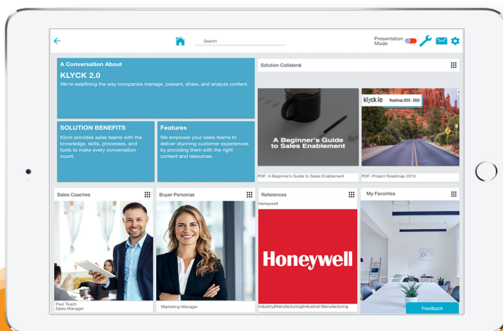 Search
Presentation
Mode
A Conversation About
KLYCK 2.0
We're redefining the way companies manage, present, share, and analyze content.
Solution Collateral
SOLUTION BENEFITS
Klyck provides sales teams with the
knowledge, skills, processes, and
tools to make every conversation
count.
Features
We empower your sales teams to
deliver stunning customer experiences
by providing them with the right
content and resources.
A Beginner's Guide
to Sales Enablement
klyck.io Roadmap 2019 - 2020
PDF: A Beginner's Guide to Sales Enablement
PDF: Project Roadmap 2019
Sales Coaches
Buyer Personas
References
My Favorites
Honeywell
Honeywell
Paul Tkach
Sales Manager
Marketing Manager
Industry|Manufacturing|Industrial Manufacturing
Feedback